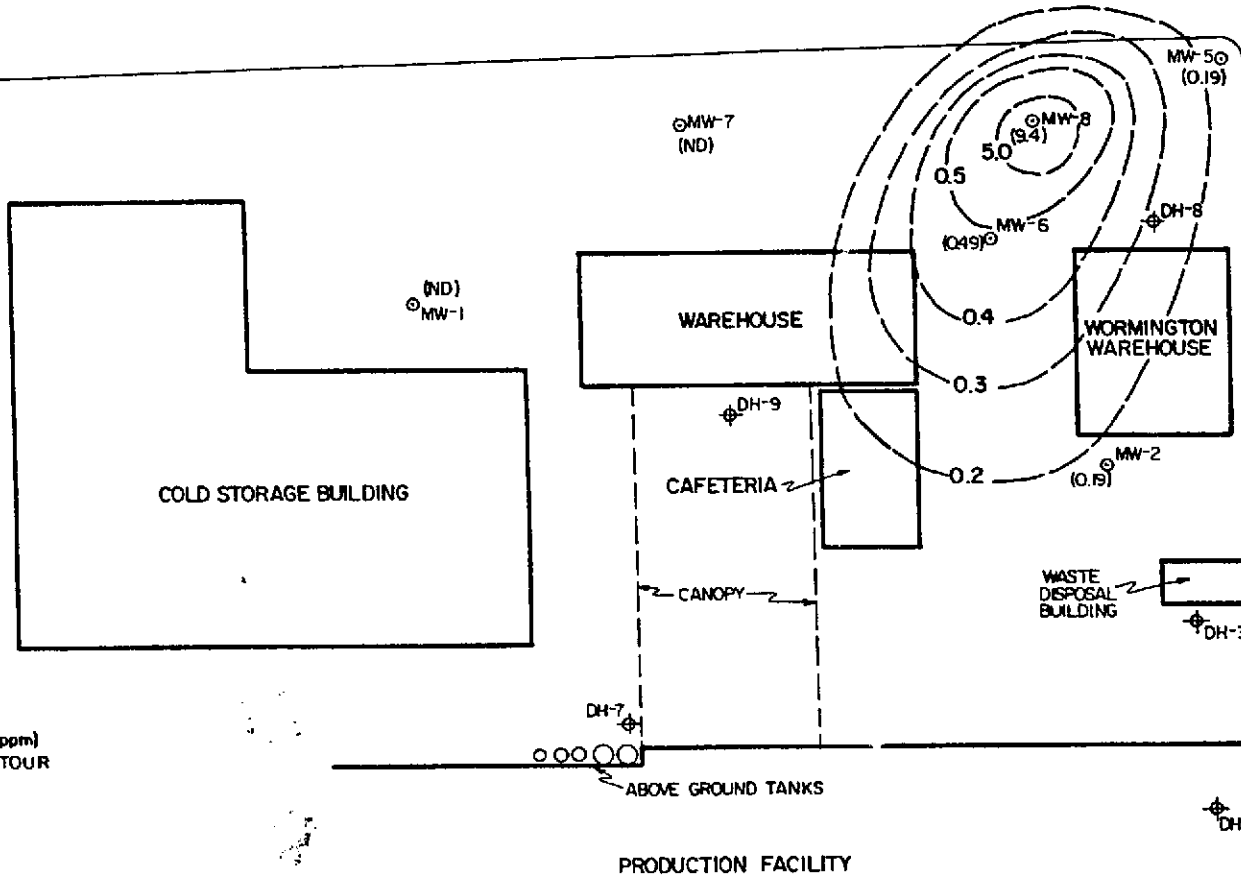 MW-5
(0.19)
MW-7
(ND)
MW-8
(9.4)
5.0
0.5
DH-8
MW-6
(0.49)
(ND)
MW-1
WAREHOUSE
0.4
WORMINGTON
WAREHOUSE
0.3
DH-9
MW-2
(0.19)
0.2
CAFETERIA
COLD STORAGE BUILDING
WASTE
DISPOSAL
BUILDING
CANOPY
DH-3
DH-7
ppm)
TOUR
ABOVE GROUND TANKS
DH
PRODUCTION FACILITY